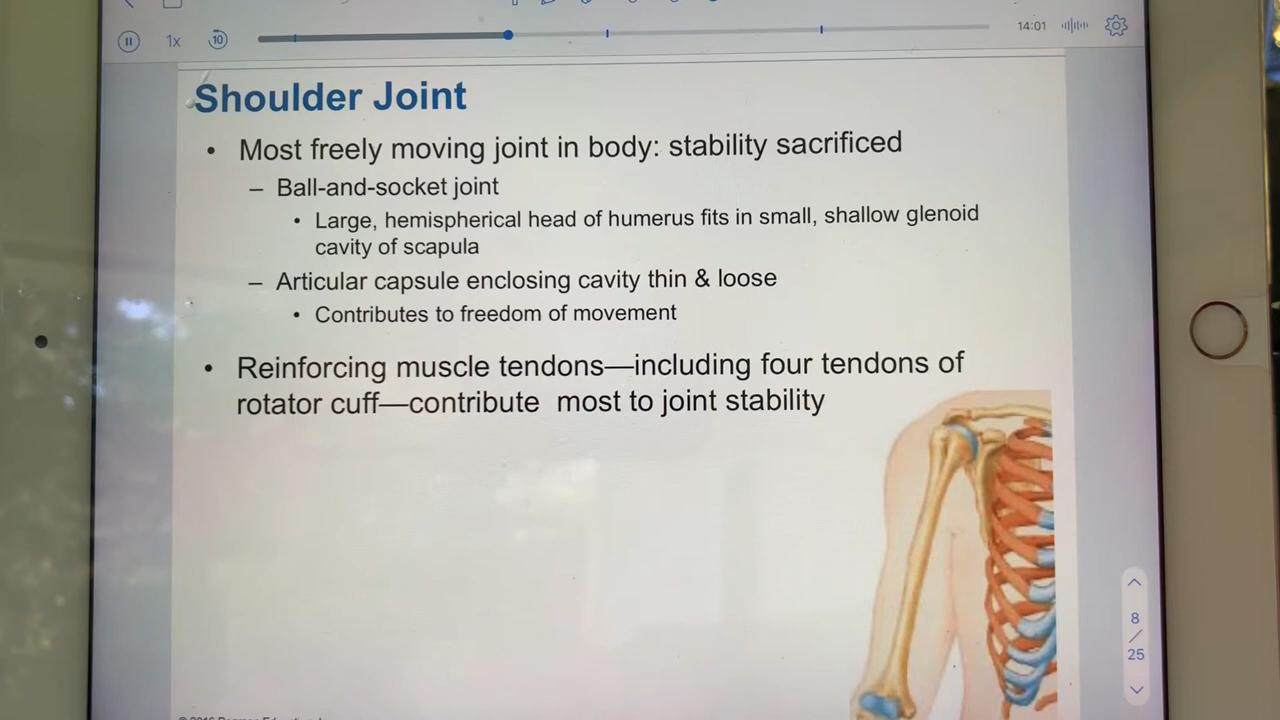 1x
10
14:01
Shoulder Joint
• Most freely moving joint in body: stability sacrificed
– Ball-and-socket joint
• Large, hemispherical head of humerus fits in small, shallow glenoid
cavity of scapula
– Articular capsule enclosing cavity thin & loose
• Contributes to freedom of movement
• Reinforcing muscle tendons—including four tendons of
rotator cuff—contribute most to joint stability
8
/
25